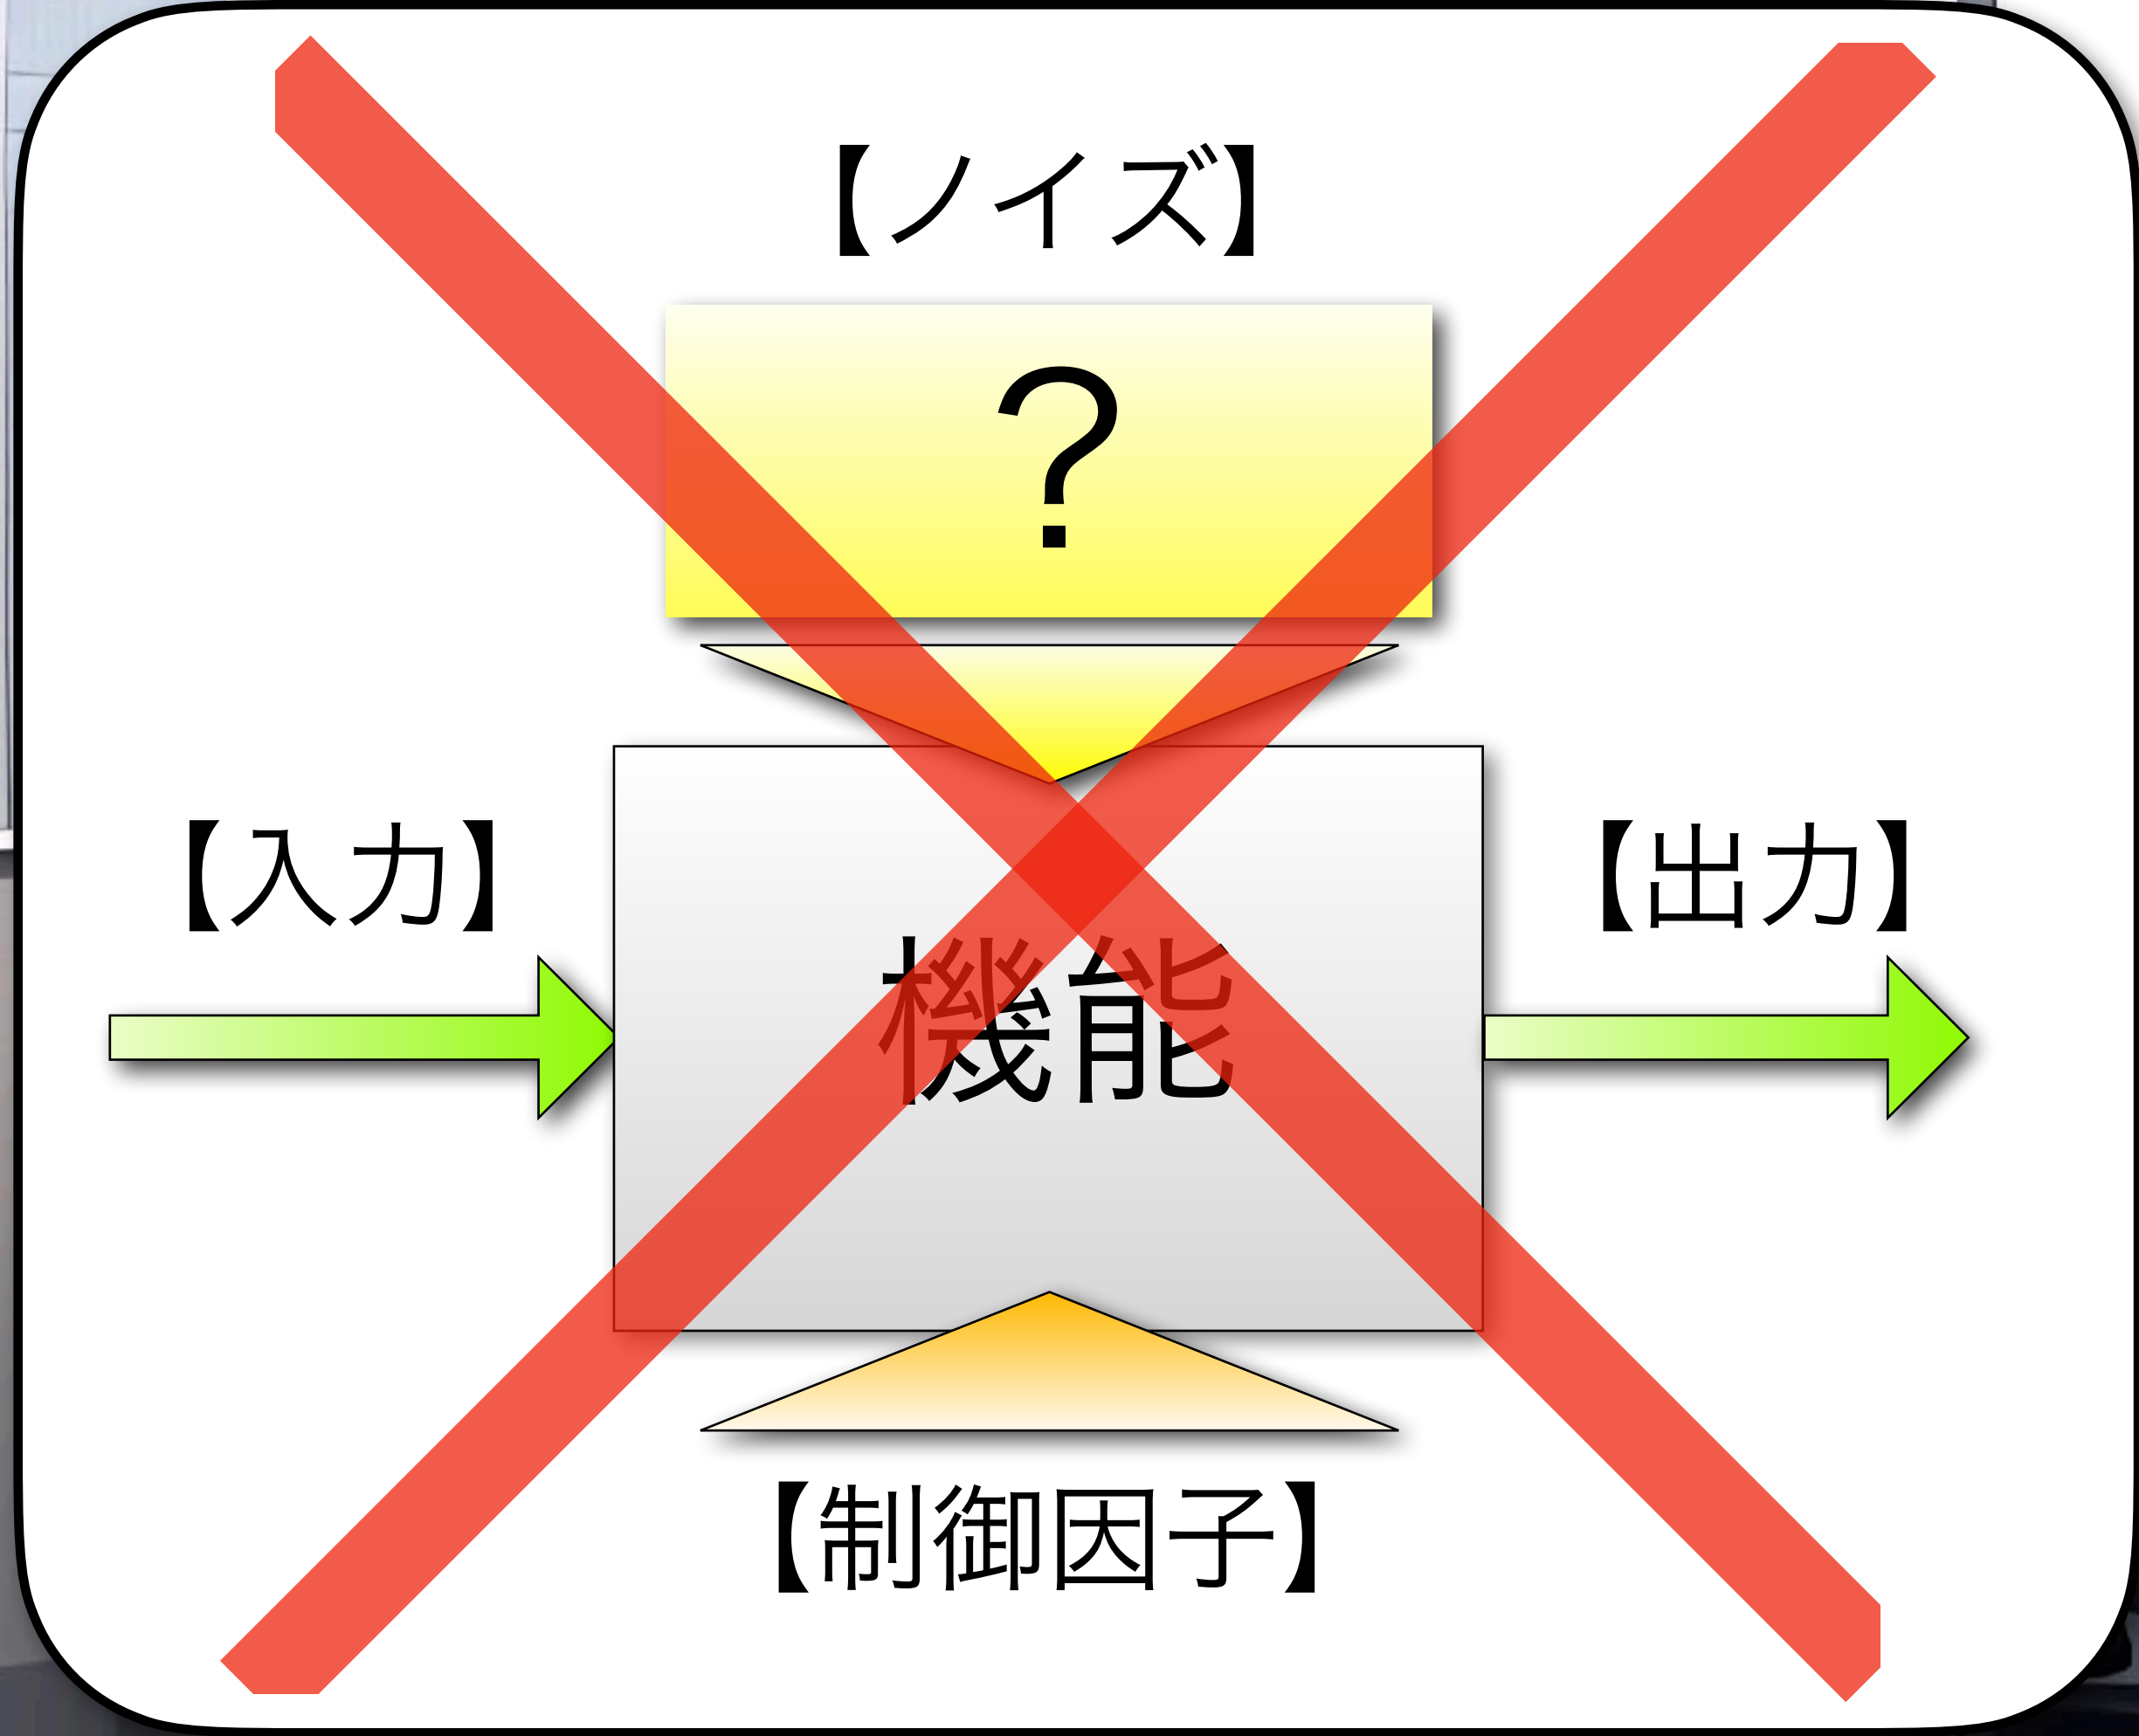 【ノイズ】
？
【入力】
【出力】
機能
【制御因子】